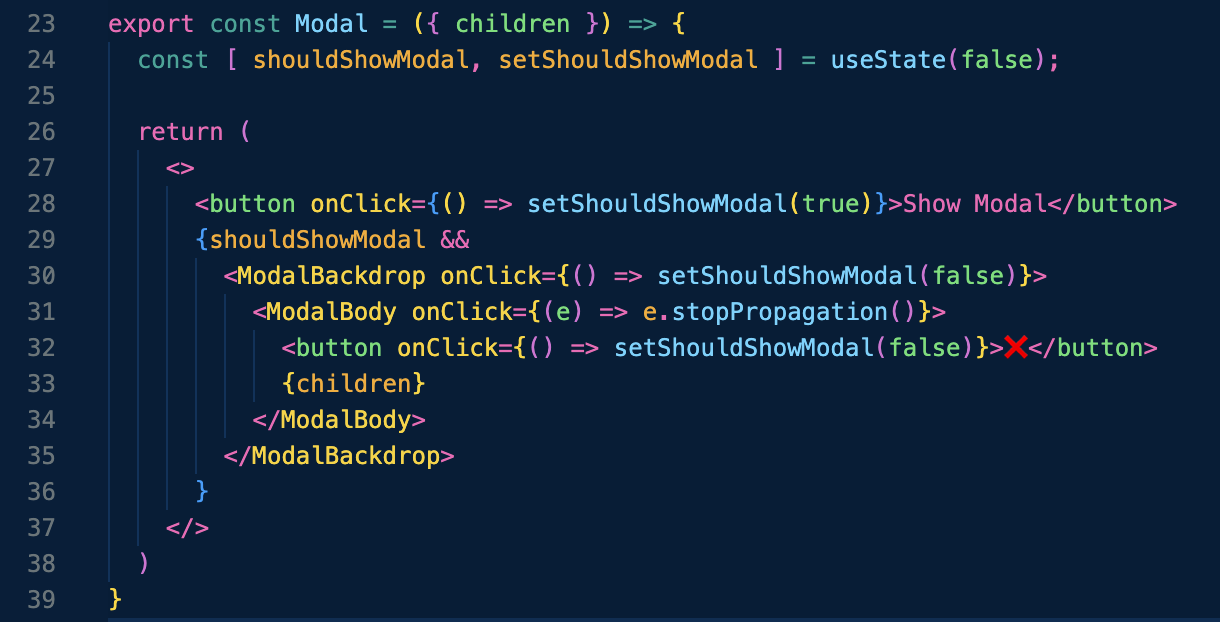 23 export const Modal = ({ children }) => {
24   const [ shouldShowModal, setShouldShowModal ] = useState(false);
25
26   return (
27     <>
28       <button onClick={() => setShouldShowModal(true)}>Show Modal</button>
29       {shouldShowModal &&
30         <ModalBackdrop onClick={() => setShouldShowModal(false)}>
31           <ModalBody onClick={(e) => e.stopPropagation()}>
32             <button onClick={() => setShouldShowModal(false)}>❌</button>
33             {children}
34           </ModalBody>
35         </ModalBackdrop>
36       }
37     </>
38   )
39 }